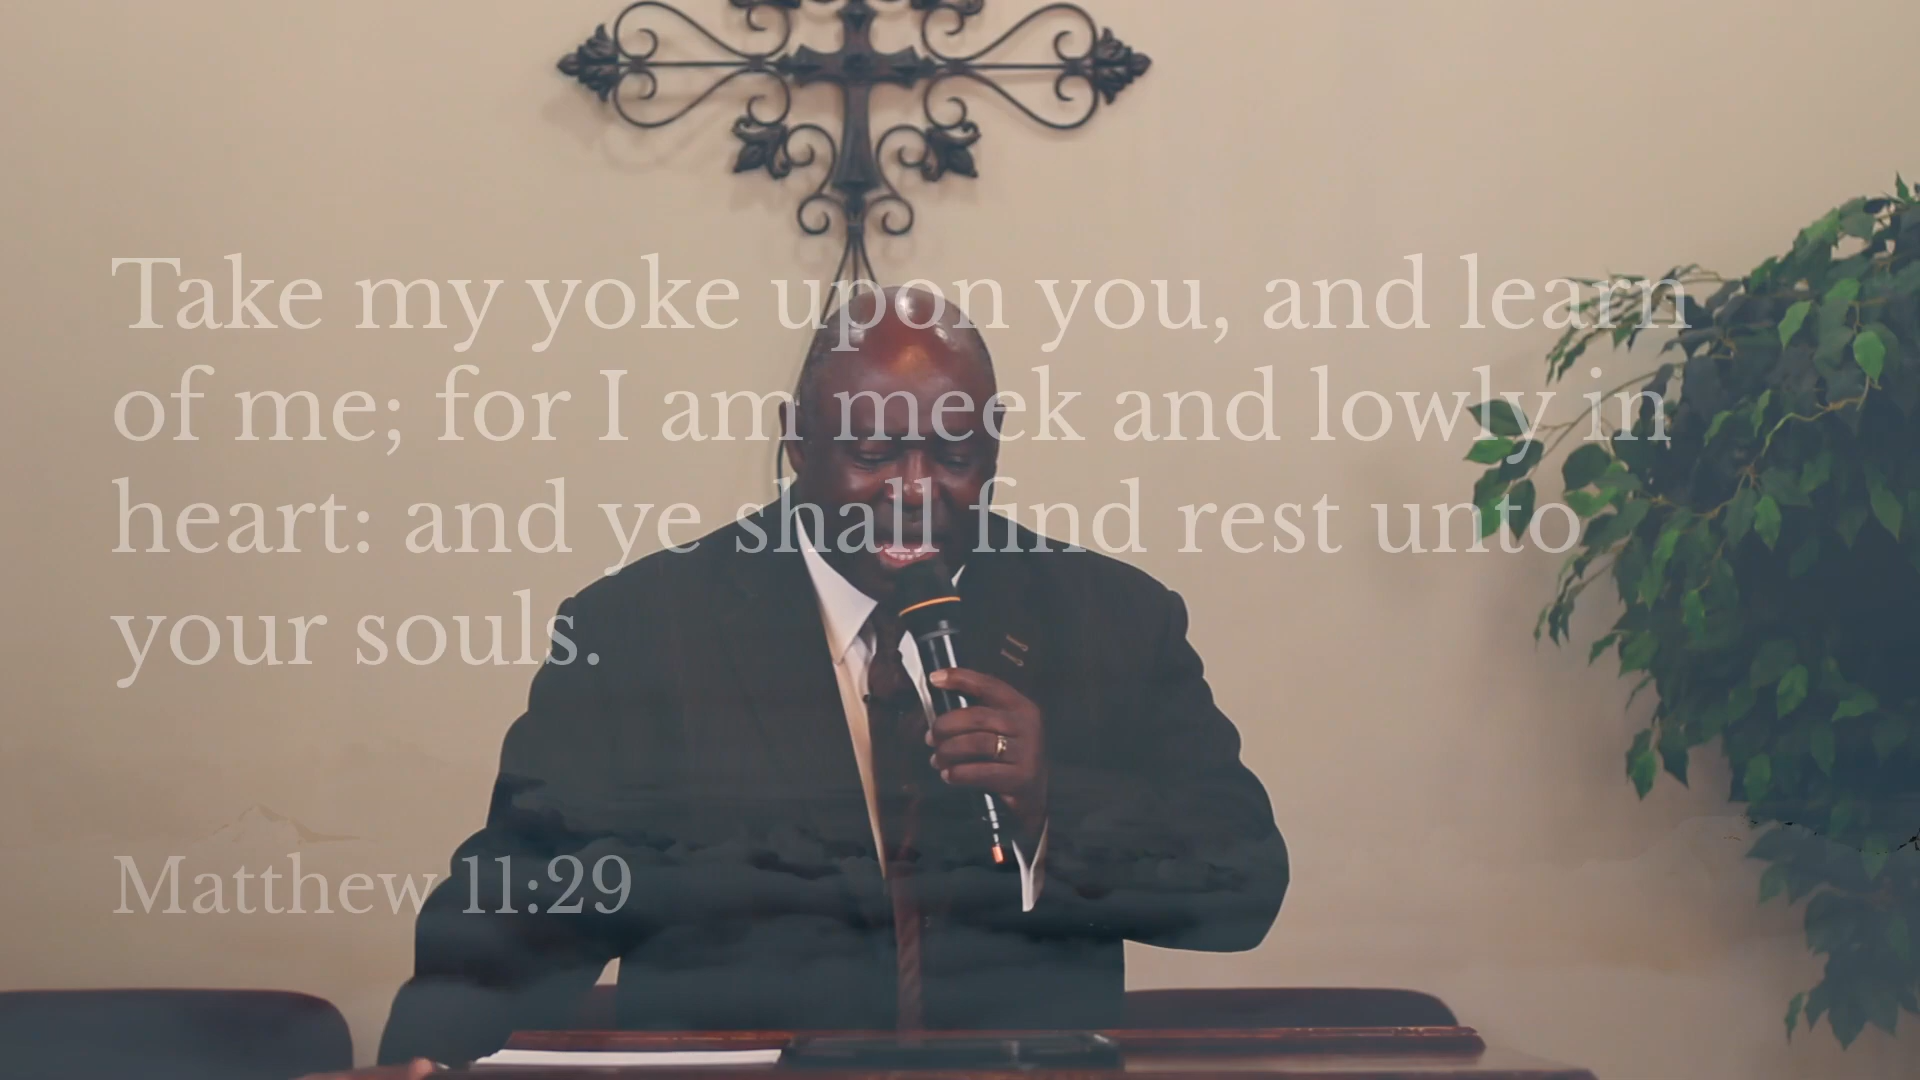 Take my yoke upon you, and learn
of me; for I am meek and lowly in
heart: and ye shall find rest unto
your souls.
Matthew 11:29